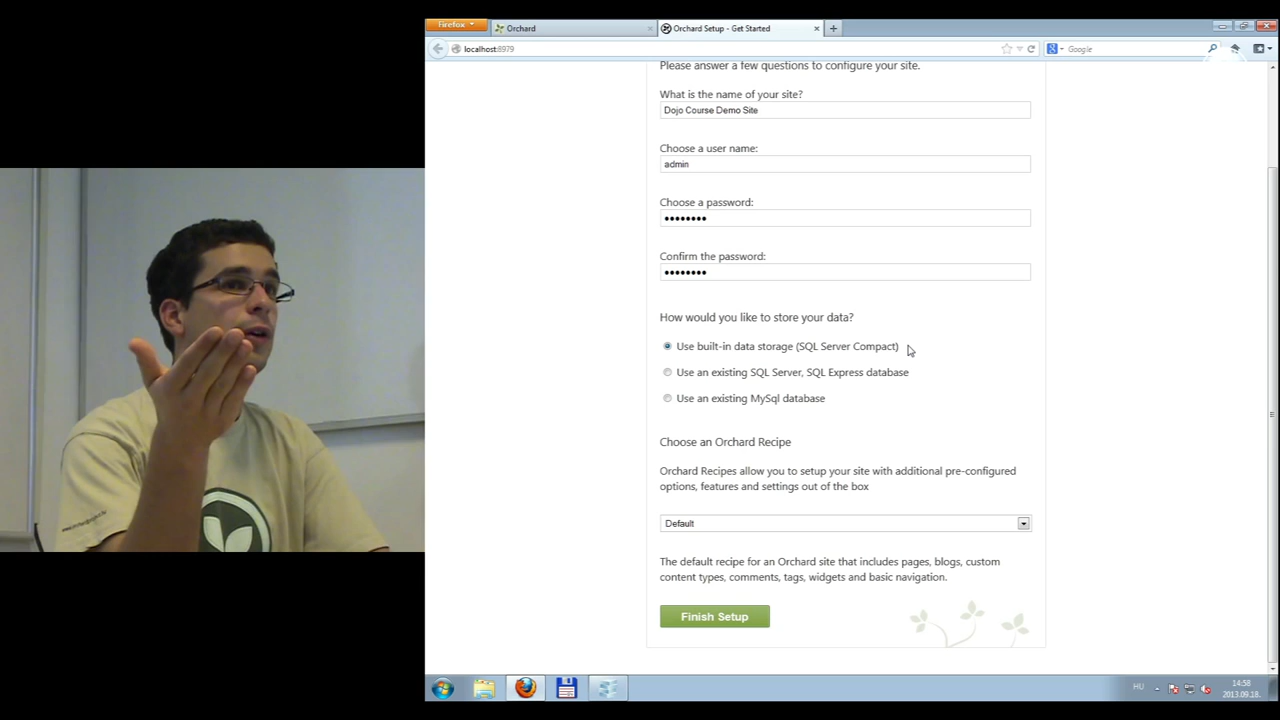 Firefox
Orchard
Orchard Setup - Get Started
localhost:8979
Google
Please answer a few questions to configure your site.
What is the name of your site?
Dojo Course Demo Site
Choose a user name:
admin
Choose a password:
••••••••
Confirm the password:
••••••••
How would you like to store your data?
Use built-in data storage (SQL Server Compact)
Use an existing SQL Server, SQL Express database
Use an existing MySql database
Choose an Orchard Recipe
Orchard Recipes allow you to setup your site with additional pre-configured
options, features and settings out of the box
Default
The default recipe for an Orchard site that includes pages, blogs, custom
content types, comments, tags, widgets and basic navigation.
Finish Setup
HU
14:58
2013.09.18.